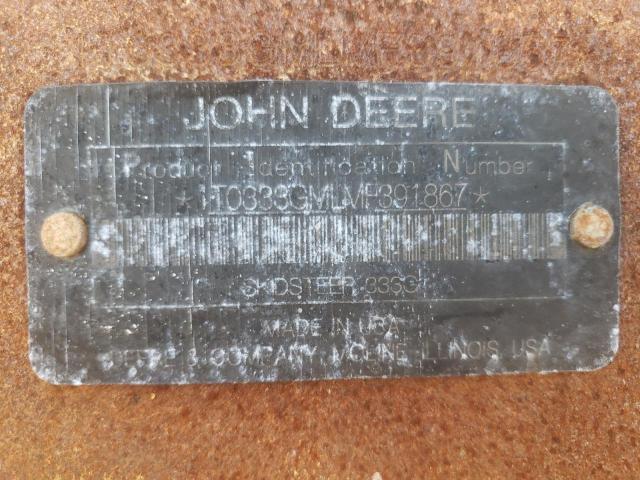 JOHN DEERE
Product Identification Number
*1T0333GMLMF391867*
SKIDSTEER 333G
MADE IN USA
DEERE & COMPANY, MOLINE, ILLINOIS, USA